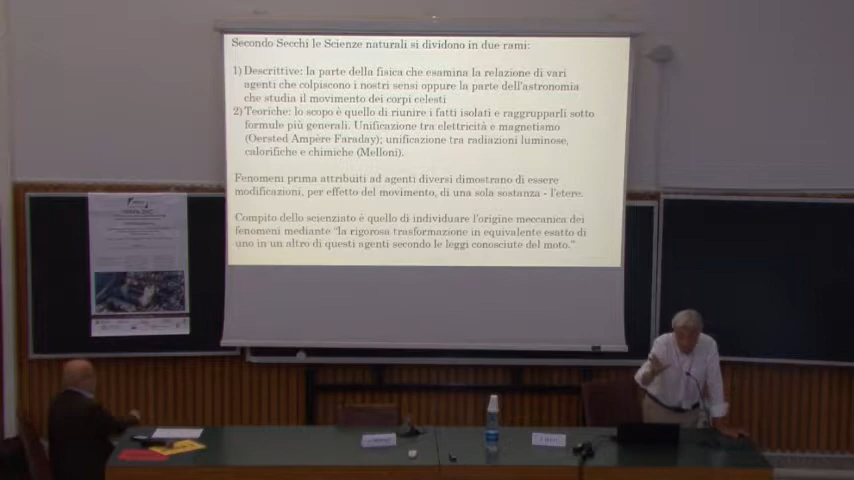 Secondo Secchi le Scienze naturali si dividono in due rami:
1) Descrittive: la parte della fisica che esamina la relazione di vari
agenti che colpiscono i nostri sensi oppure la parte dell'astronomia
che studia il movimento dei corpi celesti
2) Teoriche: lo scopo è quello di riunire i fatti isolati e raggrupparli sotto
formule più generali. Unificazione tra elettricità e magnetismo
(Oersted Ampère Faraday); unificazione tra radiazioni luminose,
calorifiche e chimiche (Melloni).
Fenomeni prima attribuiti ad agenti diversi dimostrano di essere
modificazioni, per effetto del movimento, di una sola sostanza - l'etere.
Compito dello scienziato è quello di individuare l'origine meccanica dei
fenomeni mediante "la rigorosa trasformazione in equivalente esatto di
uno in un altro di questi agenti secondo le leggi conosciute del moto."